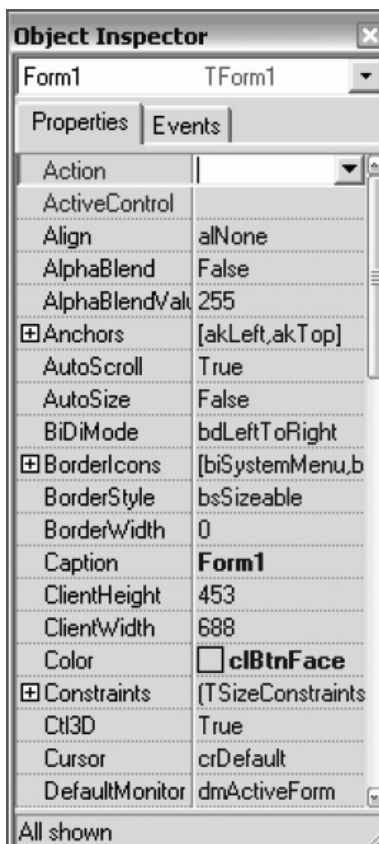 Object Inspector
Form1 TForm1
Properties Events
Action
ActiveControl
Align alNone
AlphaBlend False
AlphaBlendValu 255
Anchors [akLeft,akTop]
AutoScroll True
AutoSize False
BiDiMode bdLeftToRight
BorderIcons [biSystemMenu,b
BorderStyle bsSizeable
BorderWidth 0
Caption Form1
ClientHeight 453
ClientWidth 688
Color clBtnFace
Constraints (TSizeConstraints
Ctl3D True
Cursor crDefault
DefaultMonitor dmActiveForm
All shown